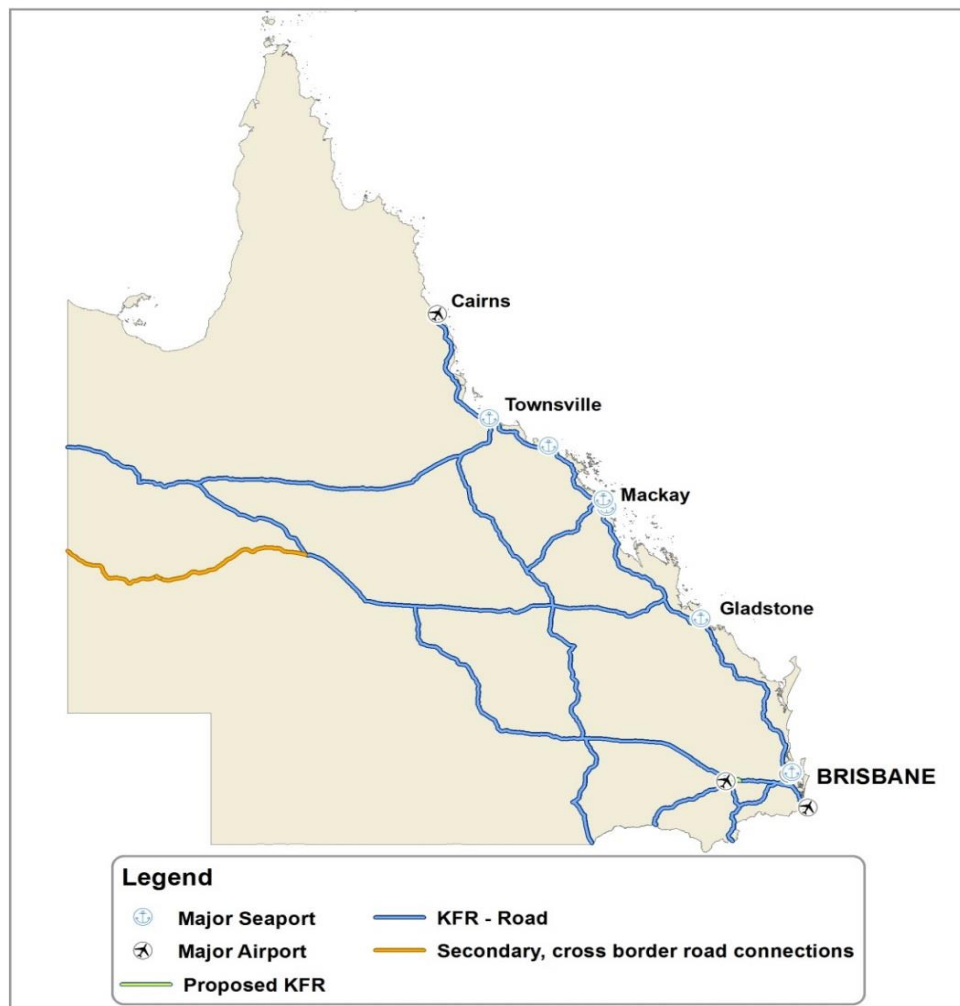 Cairns
Townsville
Mackay
Gladstone
BRISBANE
Legend
Major Seaport
KFR - Road
Major Airport
Secondary, cross border road connections
Proposed KFR